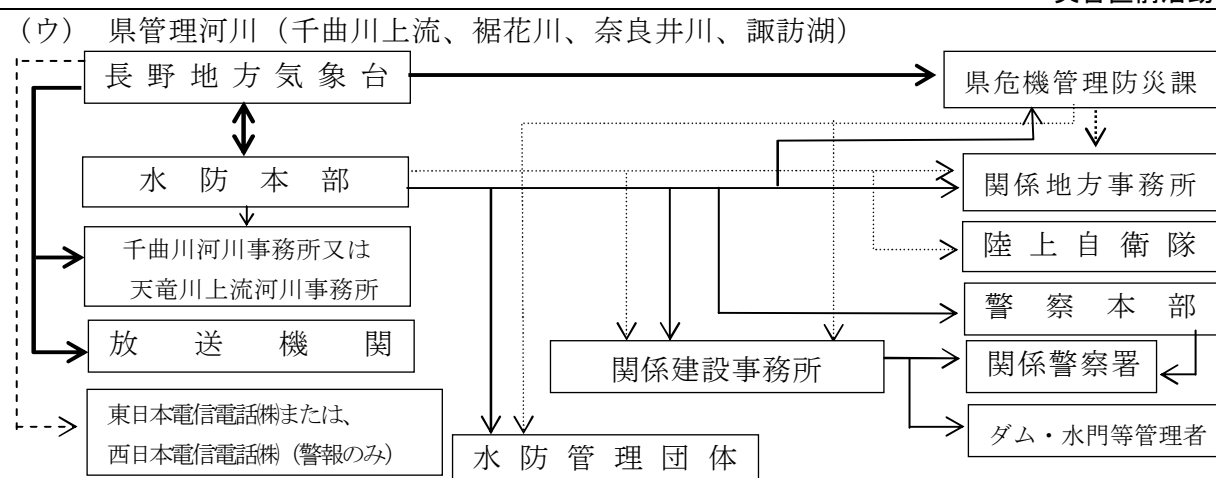 （ウ） 県管理河川（千曲川上流、裾花川、奈良井川、諏訪湖）
長野地方気象台
県危機管理防災課
水防本部
関係地方事務所
千曲川河川事務所又は
天竜川上流河川事務所
陸上自衛隊
警察本部
放送機関
関係建設事務所
関係警察署
東日本電信電話㈱または、
西日本電信電話㈱（警報のみ）
ダム・水門等管理者
水防管理団体